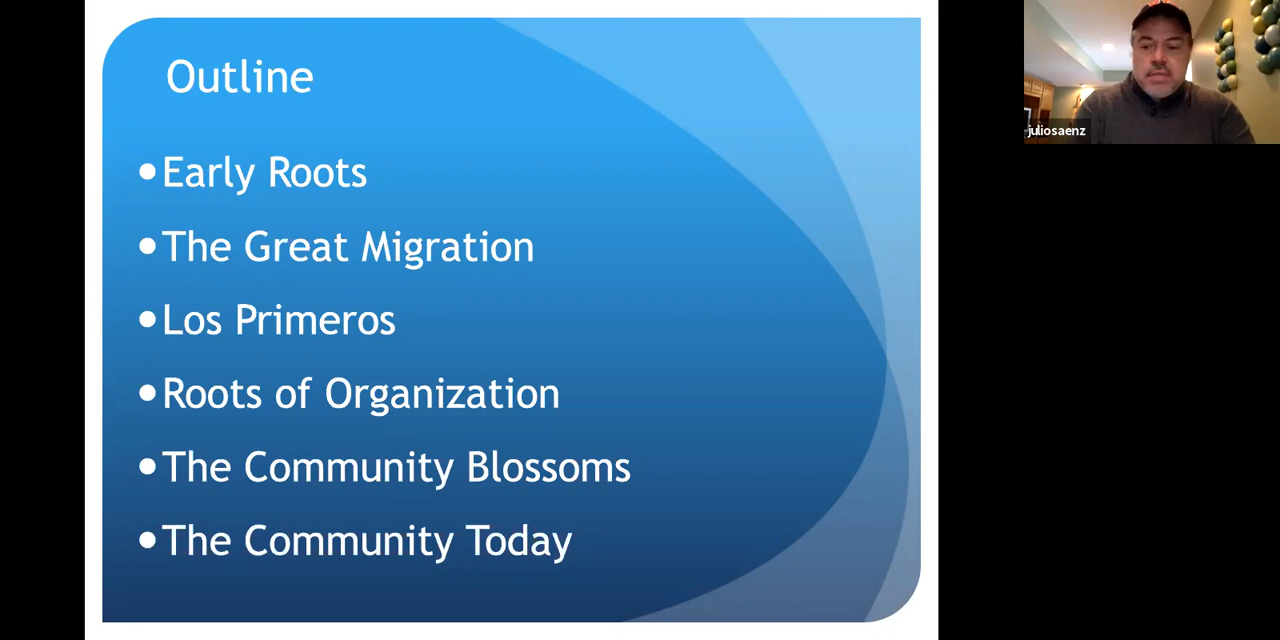 Outline
•Early Roots
•The Great Migration
•Los Primeros
•Roots of Organization
•The Community Blossoms
•The Community Today
juliosaenz